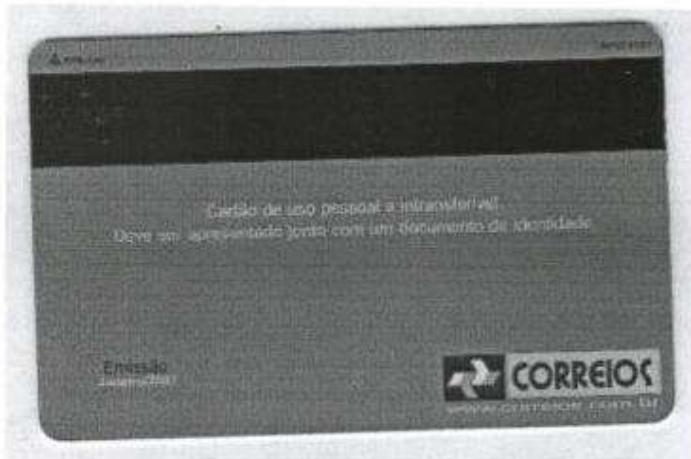 Cartão de uso pessoal e intransferível
Deve ser apresentado junto com um documento de identidade
Emissão
CORREIOS
www.correios.com.br